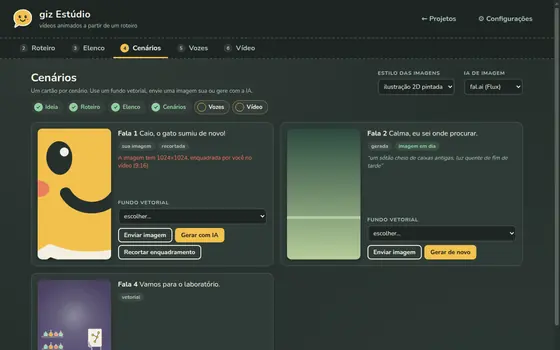 giz Estúdio
vídeos animados a partir de um roteiro
← Projetos
⚙ Configurações
2 Roteiro
3 Elenco
4 Cenários
5 Vozes
6 Vídeo
Cenários
Um cartão por cenário. Use um fundo vetorial, envie uma imagem sua ou gere com a IA.
ESTILO DAS IMAGENS
ilustração 2D pintada
IA DE IMAGEM
fal.ai (Flux)
Ideia
Roteiro
Elenco
Cenários
Vozes
Vídeo
Fala 1 Caio, o gato sumiu de novo!
sua imagem
recortada
A imagem tem 1024×1024, enquadrada por você no
vídeo (9:16).
FUNDO VETORIAL
escolher...
Enviar imagem
Gerar com IA
Recortar enquadramento
Fala 2 Calma, eu sei onde procurar.
gerada
imagem em dia
"um sótão cheio de caixas antigas, luz quente de fim de
tarde"
FUNDO VETORIAL
escolher...
Enviar imagem
Gerar de novo
Fala 4 Vamos para o laboratório.
vetorial